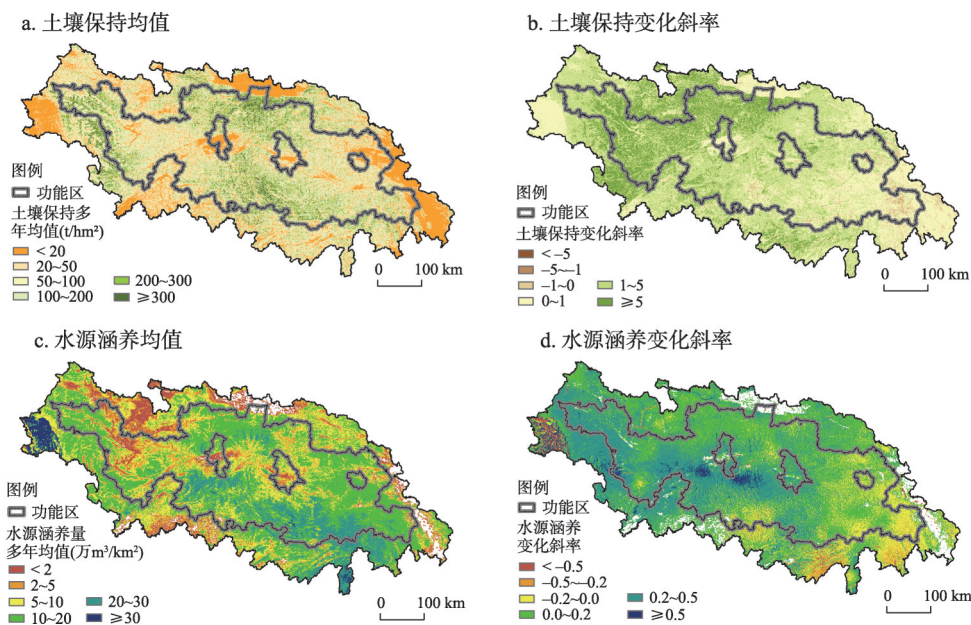 a. 土壤保持均值
图例
功能区
土壤保持多
年均值(t/hm²)
< 20
20~50
50~100
100~200
200~300
≥300
0 100 km
b. 土壤保持变化斜率
图例
功能区
土壤保持变化斜率
< –5
–5~–1
–1~0
0~1
1~5
≥5
0 100 km
c. 水源涵养均值
图例
功能区
水源涵养量
多年均值(万m³/km²)
< 2
2~5
5~10
10~20
20~30
≥30
0 100 km
d. 水源涵养变化斜率
图例
功能区
水源涵养
变化斜率
< –0.5
–0.5~–0.2
–0.2~0.0
0.0~0.2
0.2~0.5
≥0.5
0 100 km